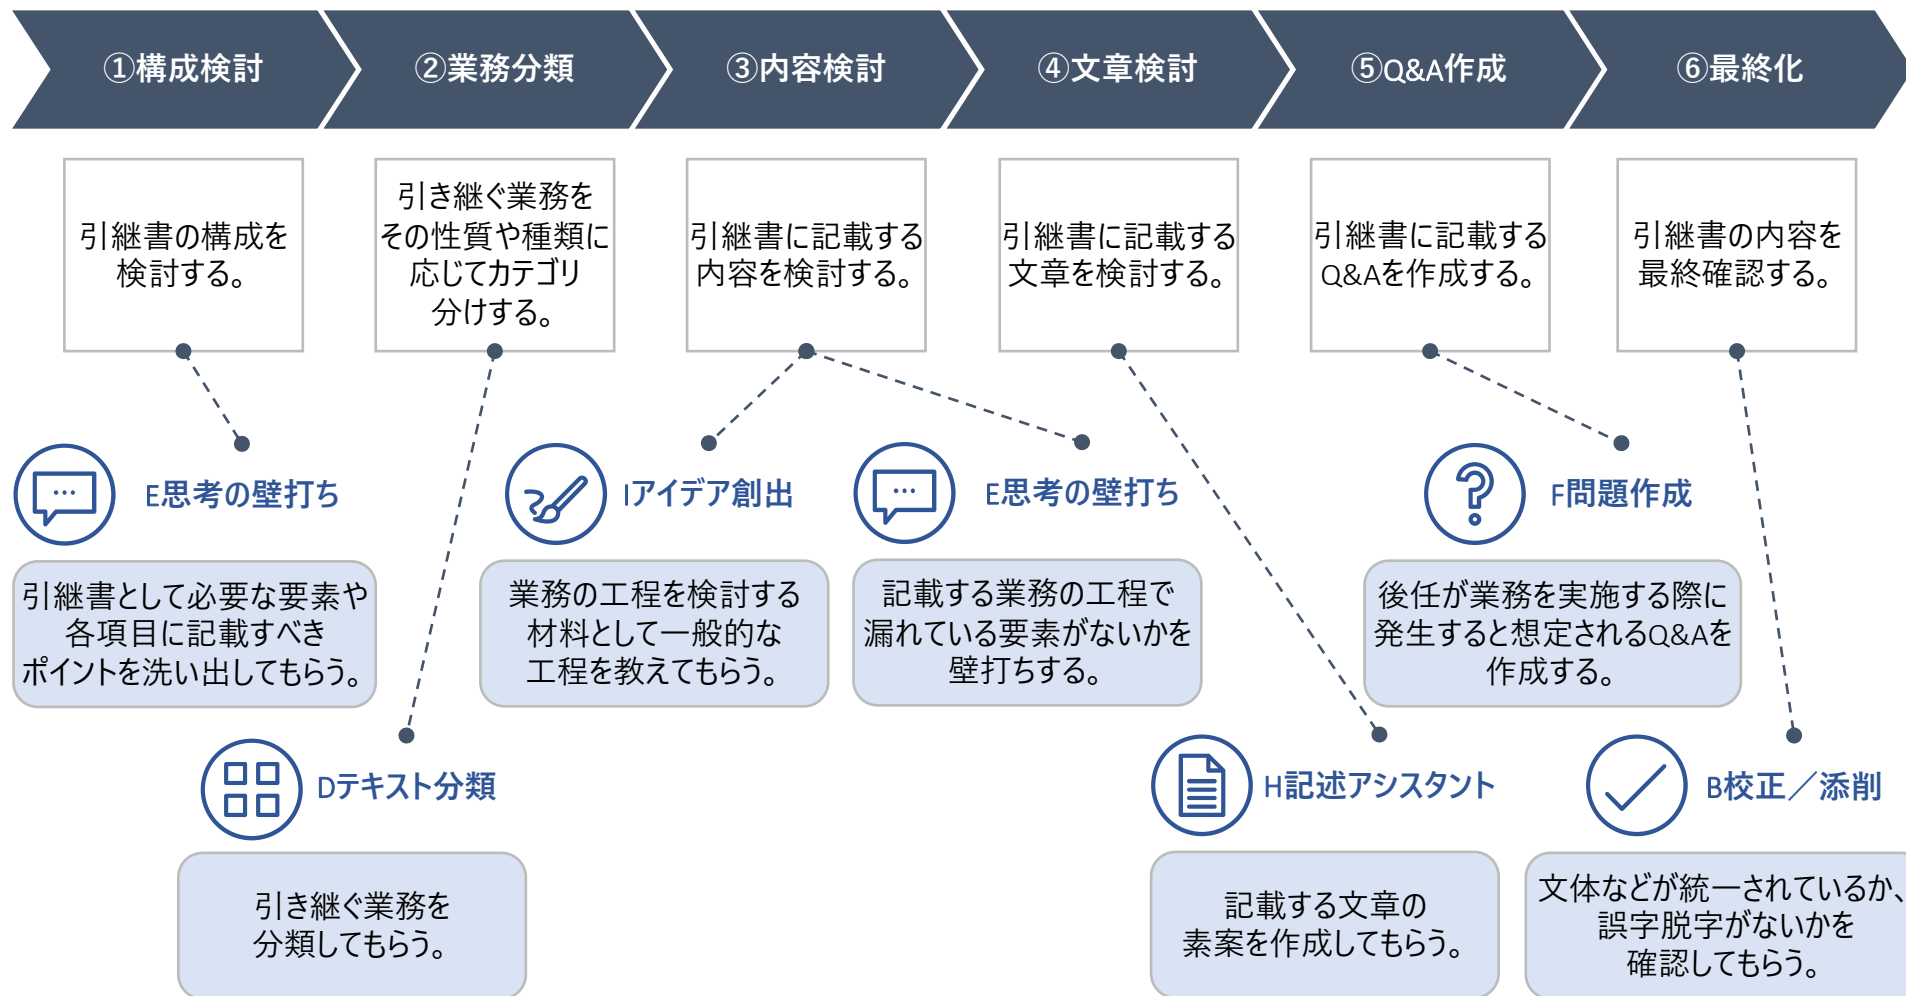 ①構成検討
②業務分類
③内容検討
④文章検討
⑤Q&A作成
⑥最終化
引継書の構成を
検討する。
引き継ぐ業務を
その性質や種類に
応じてカテゴリ
分けする。
引継書に記載する
内容を検討する。
引継書に記載する
文章を検討する。
引継書に記載する
Q&Aを作成する。
引継書の内容を
最終確認する。
E思考の壁打ち
引継書として必要な要素や
各項目に記載すべき
ポイントを洗い出してもらう。
Iアイデア創出
業務の工程を検討する
材料として一般的な
工程を教えてもらう。
E思考の壁打ち
記載する業務の工程で
漏れている要素がないかを
壁打ちする。
F問題作成
後任が業務を実施する際に
発生すると想定されるQ&Aを
作成する。
Dテキスト分類
引き継ぐ業務を
分類してもらう。
H記述アシスタント
記載する文章の
素案を作成してもらう。
B校正／添削
文体などが統一されているか、
誤字脱字がないかを
確認してもらう。